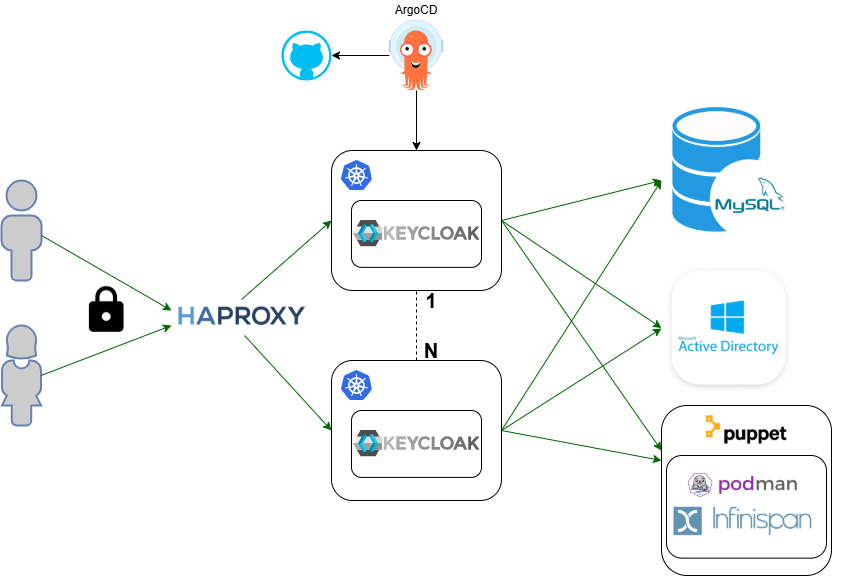 ArgoCD
KEYCLOAK
MySQL®
1
HAPROXY
N
KEYCLOAK
Microsoft
Active Directory
puppet
podman
Infinispan